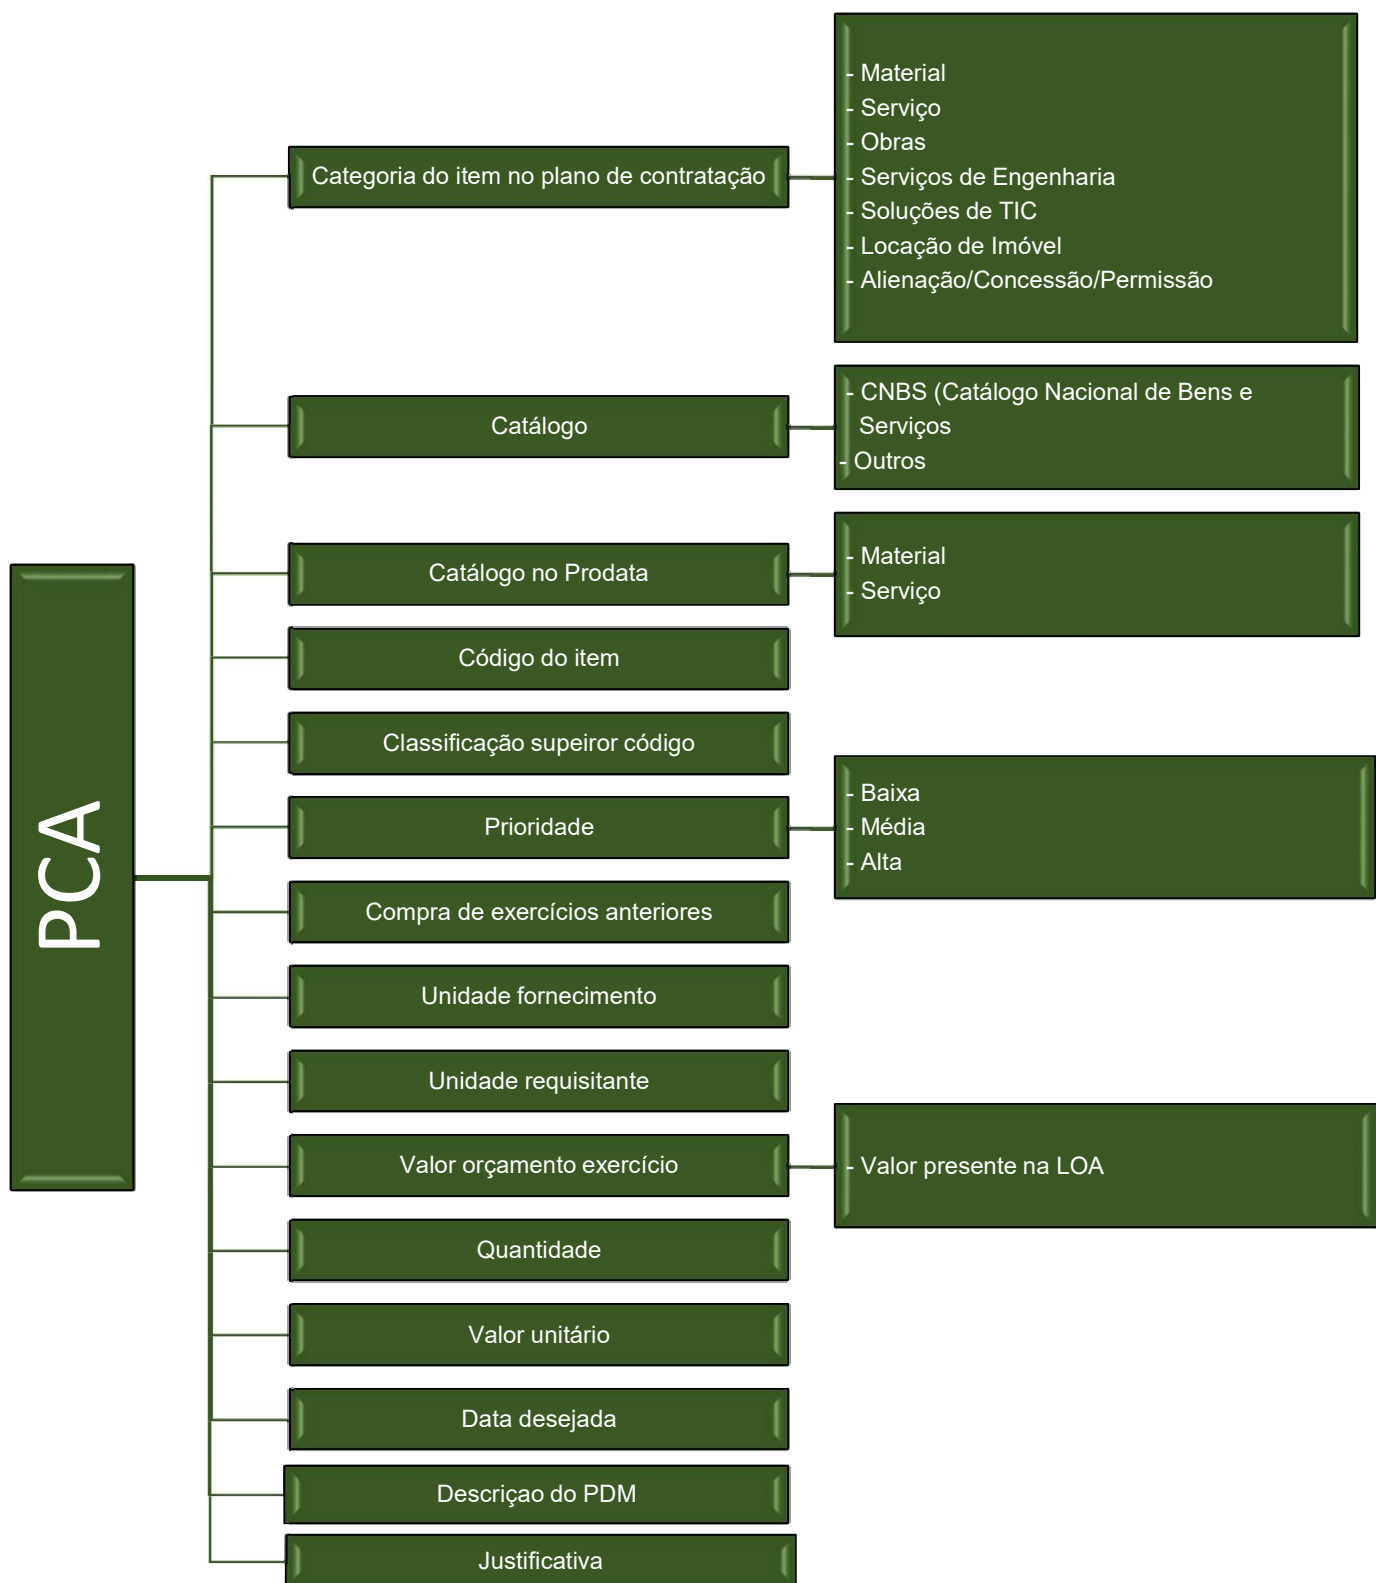 PCA
Categoria do item no plano de contratação
- Material
- Serviço
- Obras
- Serviços de Engenharia
- Soluções de TIC
- Locação de Imóvel
- Alienação/Concessão/Permissão
Catálogo
- CNBS (Catálogo Nacional de Bens e
Serviços
- Outros
Catálogo no Prodata
- Material
- Serviço
Código do item
Classificação supeiror código
Prioridade
- Baixa
- Média
- Alta
Compra de exercícios anteriores
Unidade fornecimento
Unidade requisitante
Valor orçamento exercício
- Valor presente na LOA
Quantidade
Valor unitário
Data desejada
Descriçao do PDM
Justificativa